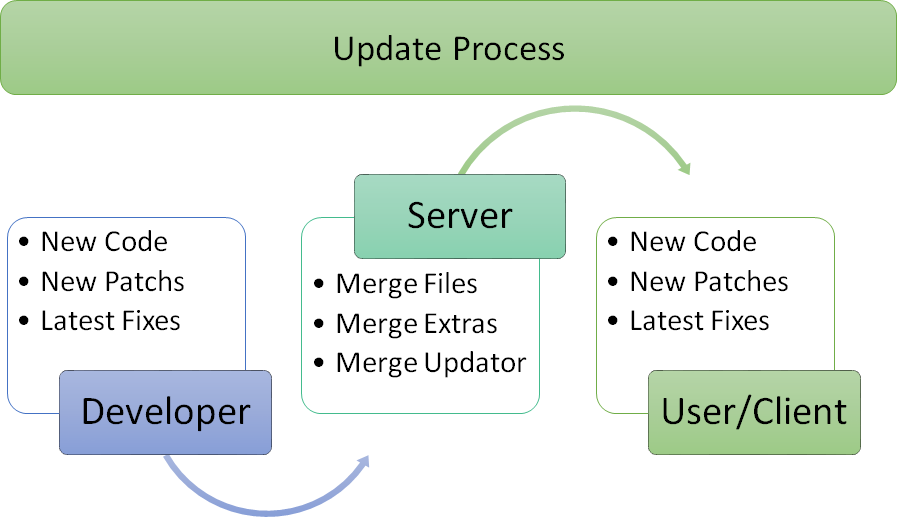 Update Process
• New Code
• New Patchs
• Latest Fixes
Developer
Server
• Merge Files
• Merge Extras
• Merge Updator
• New Code
• New Patches
• Latest Fixes
User/Client